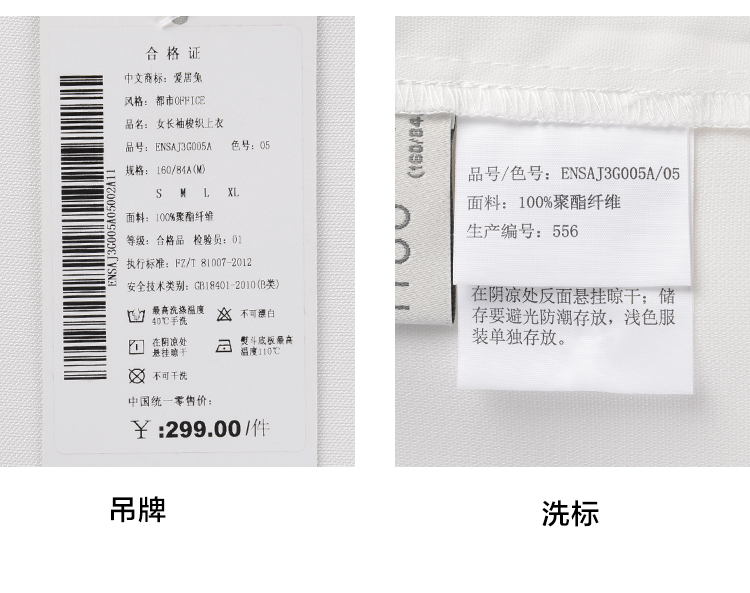 合格证
中文商标：爱居兔
风格：都市OFFICE
品名：女长袖梭织上衣
品号：ENSAJ3G005A 色号：05
规格：160/84A(M)
S M L XL
面料：100%聚酯纤维
等级：合格品 检验员：01
执行标准：FZ/T 81007-2012
安全技术类别：GB18401-2010(B类)
最高洗涤温度
40℃手洗
不可漂白
在阴凉处
悬挂晾干
熨斗底板最高
温度110℃
不可干洗
中国统一零售价：
￥:299.00/件
ENSAJ3G005A05002A11
吊牌
(160/84
品号/色号：ENSAJ3G005A/05
面料：100%聚酯纤维
生产编号：556
在阴凉处反面悬挂晾干；储
存要避光防潮存放，浅色服
装单独存放。
洗标